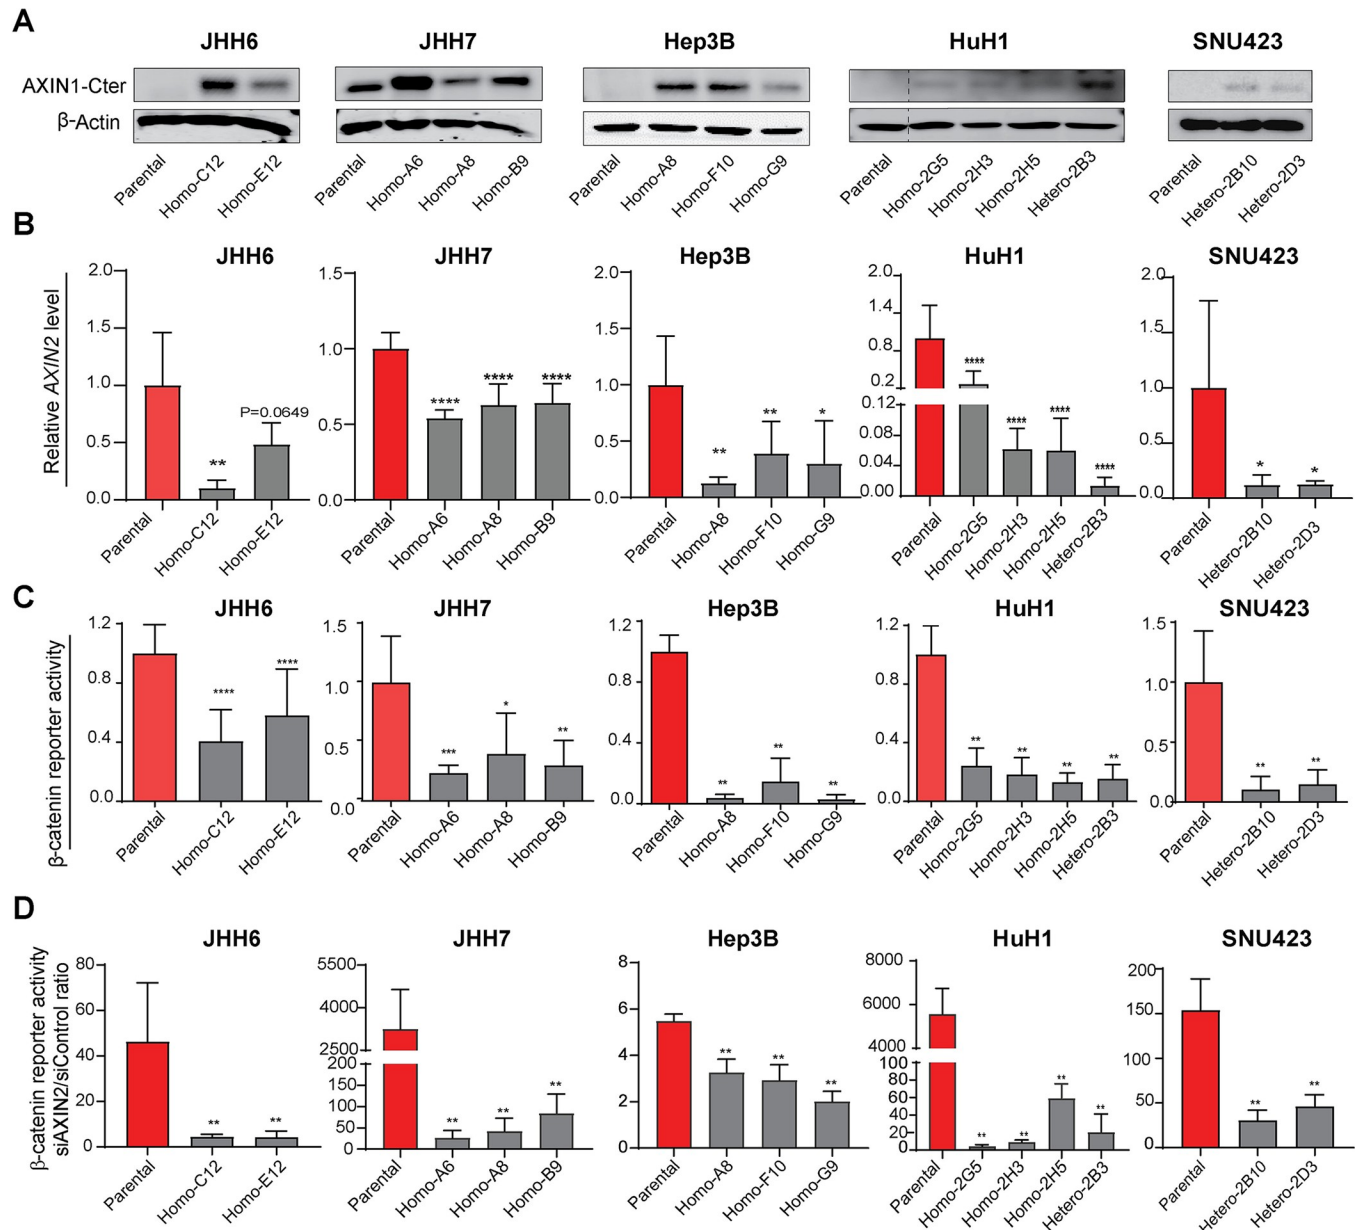 A
JHH6 JHH7 Hep3B HuH1 SNU423
AXIN1-Cter
β-Actin
Parental Homo-C12 Homo-E12 Parental Homo-A6 Homo-A8 Homo-B9 Parental Homo-A8 Homo-F10 Homo-G9 Parental Homo-2G5 Homo-2H3 Homo-2H5 Hetero-2B3 Parental Hetero-2B10 Hetero-2D3
B
Relative AXIN2 level
JHH6
2.0
1.5
1.0
0.5
0.0
** P=0.0649
Parental Homo-C12 Homo-E12
JHH7
1.5
1.0
0.5
0.0
**** **** ****
Parental Homo-A6 Homo-A8 Homo-B9
Hep3B
2.0
1.5
1.0
0.5
0.0
** ** *
Parental Homo-A8 Homo-F10 Homo-G9
HuH1
2.0
1.4
0.8
0.2
0.12
0.08
0.04
0.00
**** **** **** ****
Parental Homo-2G5 Homo-2H3 Homo-2H5 Hetero-2B3
SNU423
2.0
1.5
1.0
0.5
0.0
* *
Parental Hetero-2B10 Hetero-2D3
C
β-catenin reporter activity
JHH6
1.2
0.8
0.4
0.0
**** ****
Parental Homo-C12 Homo-E12
JHH7
1.5
1.0
0.5
0.0
*** * **
Parental Homo-A6 Homo-A8 Homo-B9
Hep3B
1.2
0.8
0.4
0.0
** ** **
Parental Homo-A8 Homo-F10 Homo-G9
HuH1
1.2
0.8
0.4
0.0
** ** ** **
Parental Homo-2G5 Homo-2H3 Homo-2H5 Hetero-2B3
SNU423
1.5
1.0
0.5
0.0
** **
Parental Hetero-2B10 Hetero-2D3
D
β-catenin reporter activity
siAXIN2/siControl ratio
JHH6
80
60
40
20
0
** **
Parental Homo-C12 Homo-E12
JHH7
5500
4000
2500
200
150
100
50
0
** ** **
Parental Homo-A6 Homo-A8 Homo-B9
Hep3B
8
6
4
2
0
** ** **
Parental Homo-A8 Homo-F10 Homo-G9
HuH1
8000
6000
4000
100
80
60
40
20
0
** ** ** **
Parental Homo-2G5 Homo-2H3 Homo-2H5 Hetero-2B3
SNU423
200
150
100
50
0
** **
Parental Hetero-2B10 Hetero-2D3